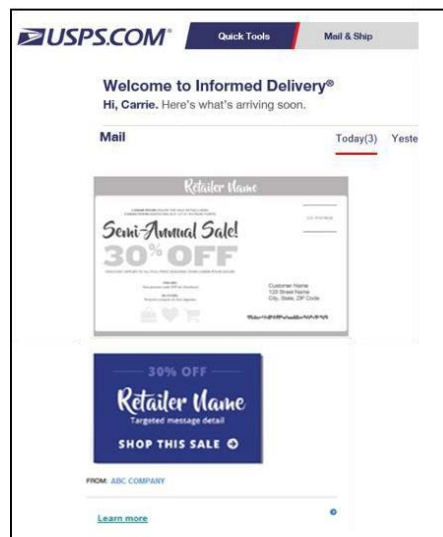 USPS.COM®
Quick Tools
Mail & Ship
Welcome to Informed Delivery®
Hi, Carrie. Here's what's arriving soon.
Mail
Today(3)
Yeste
Retailer Name
Semi-Annual Sale!
30% OFF
Customer Name
123 Street Name
City, State, ZIP Code
30% OFF
Retailer Name
Targeted message detail
SHOP THIS SALE
FROM: ABC COMPANY
Learn more